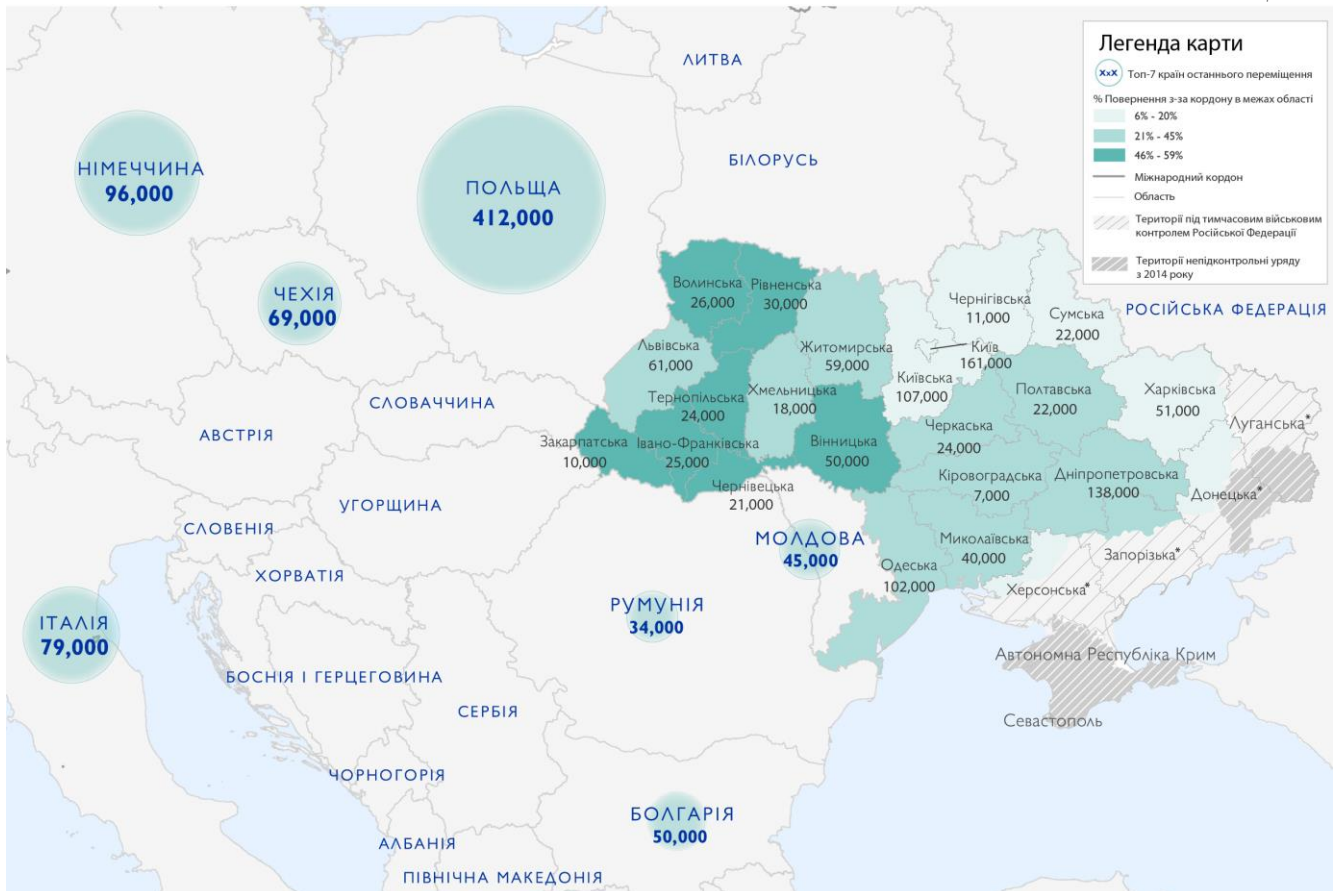 Легенда карти
XxX
Топ-7 країн останнього переміщення
% Повернення з-за кордону в межах області
6% - 20%
21% - 45%
46% - 59%
Міжнародний кордон
Область
Території під тимчасовим військовим
контролем Російської Федерації
Території непідконтрольні уряду
з 2014 року
ЛИТВА
БІЛОРУСЬ
НІМЕЧЧИНА
96,000
ПОЛЬЩА
412,000
ЧЕХІЯ
69,000
РОСІЙСЬКА ФЕДЕРАЦІЯ
Волинська
26,000
Рівненська
30,000
Чернігівська
11,000
Сумська
22,000
Львівська
61,000
Житомирська
59,000
Київ
161,000
Київська
107,000
Тернопільська
24,000
Хмельницька
18,000
Полтавська
22,000
Харківська
51,000
Луганська*
СЛОВАЧЧИНА
АВСТРІЯ
Закарпатська
10,000
Івано-Франківська
25,000
Вінницька
50,000
Черкаська
24,000
Кіровоградська
7,000
Дніпропетровська
138,000
Донецька*
Чернівецька
21,000
УГОРЩИНА
СЛОВЕНІЯ
МОЛДОВА
45,000
Миколаївська
40,000
Запорізька*
ХОРВАТІЯ
Одеська
102,000
Херсонська*
РУМУНІЯ
34,000
ІТАЛІЯ
79,000
Автономна Республіка Крим
БОСНІЯ І ГЕРЦЕГОВИНА
СЕРБІЯ
Севастополь
ЧОРНОГОРІЯ
БОЛГАРІЯ
50,000
АЛБАНІЯ
ПІВНІЧНА МАКЕДОНІЯ